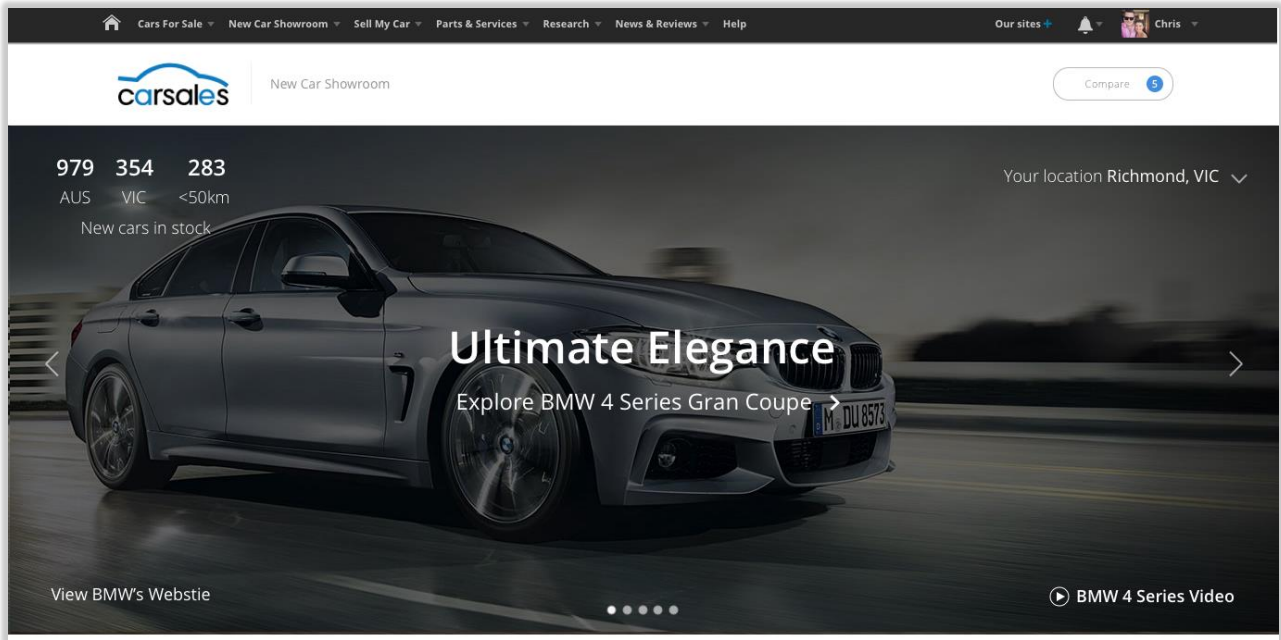 Cars For Sale New Car Showroom Sell My Car Parts & Services Research News & Reviews Help Our sites + Chris
carsales New Car Showroom Compare 5
979 354 283
AUS VIC <50km
New cars in stock
Your location Richmond, VIC
Ultimate Elegance
Explore BMW 4 Series Gran Coupe
M DU 8573
View BMW's Webstie
BMW 4 Series Video